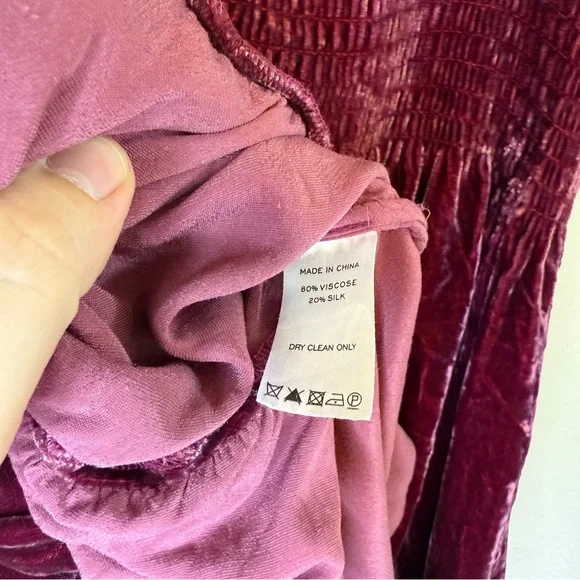 MADE IN CHINA
80% VISCOSE
20% SILK
DRY CLEAN ONLY
P